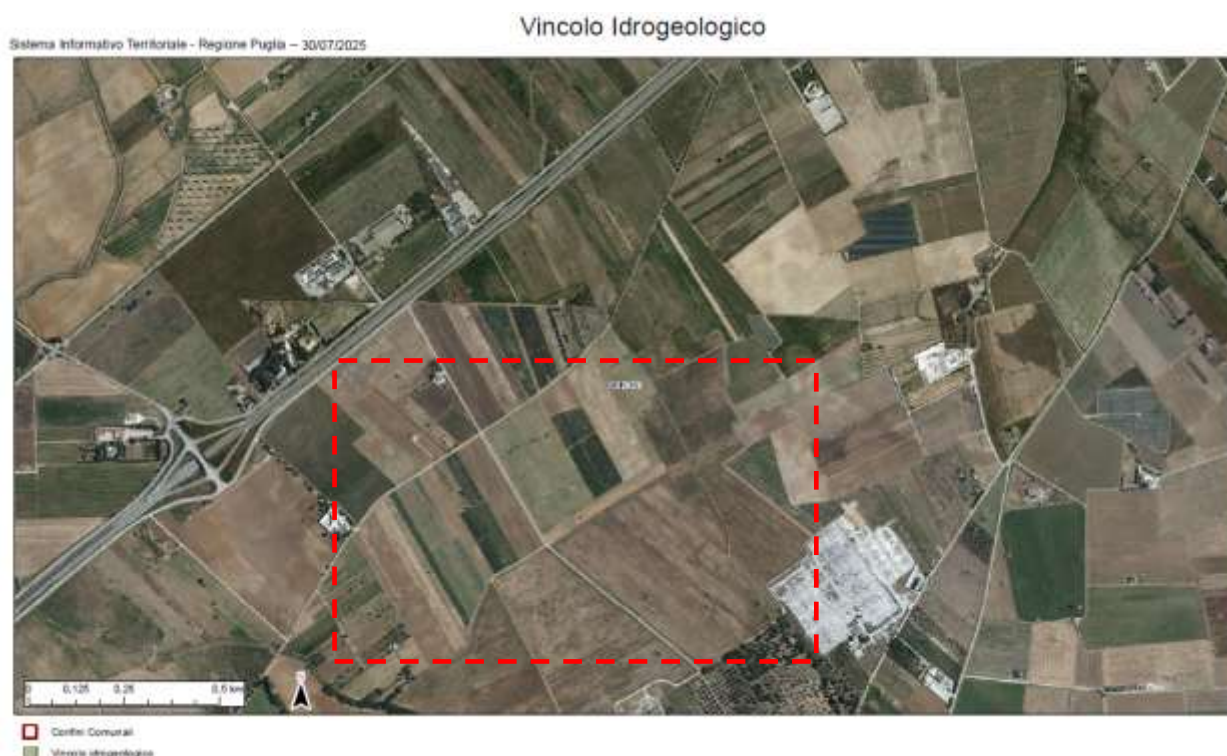 Vincolo Idrogeologico
Sistema Informativo Territoriale - Regione Puglia – 30/07/2025
0 0,125 0,25 0,5 km
N
Confini Comunali
Vincolo idrogeologico